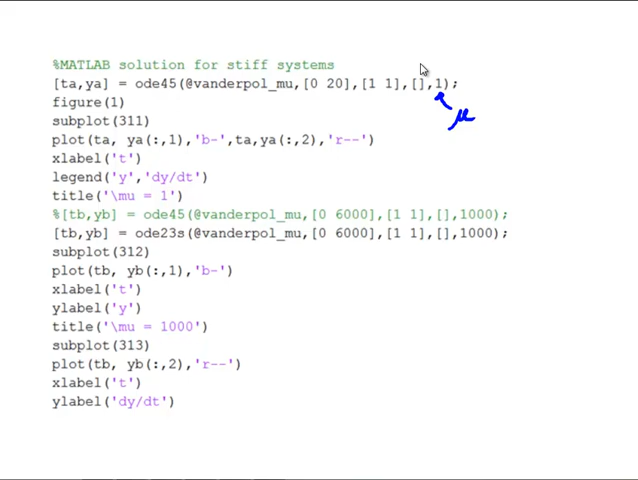 %MATLAB solution for stiff systems
[ta,ya] = ode45(@vanderpol_mu,[0 20],[1 1],[],1);
μ
figure(1)
subplot(311)
plot(ta, ya(:,1),'b-',ta,ya(:,2),'r--')
xlabel('t')
legend('y','dy/dt')
title('\mu = 1')
%[tb,yb] = ode45(@vanderpol_mu,[0 6000],[1 1],[],1000);
[tb,yb] = ode23s(@vanderpol_mu,[0 6000],[1 1],[],1000);
subplot(312)
plot(tb, yb(:,1),'b-')
xlabel('t')
ylabel('y')
title('\mu = 1000')
subplot(313)
plot(tb, yb(:,2),'r--')
xlabel('t')
ylabel('dy/dt')